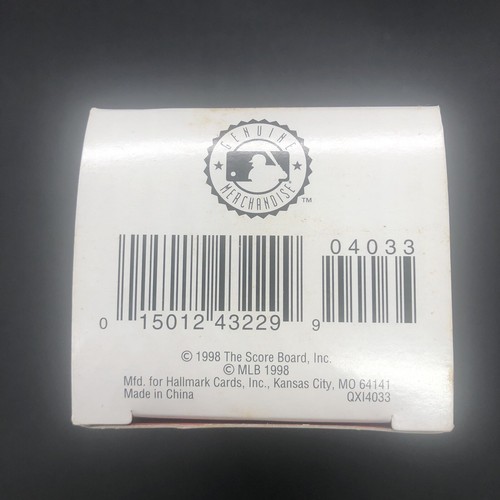 GENUINE
MERCHANDISE
TM
04033
0 15012 43229 9
© 1998 The Score Board, Inc.
© MLB 1998
Mfd. for Hallmark Cards, Inc., Kansas City, MO 64141
Made in China QXI4033